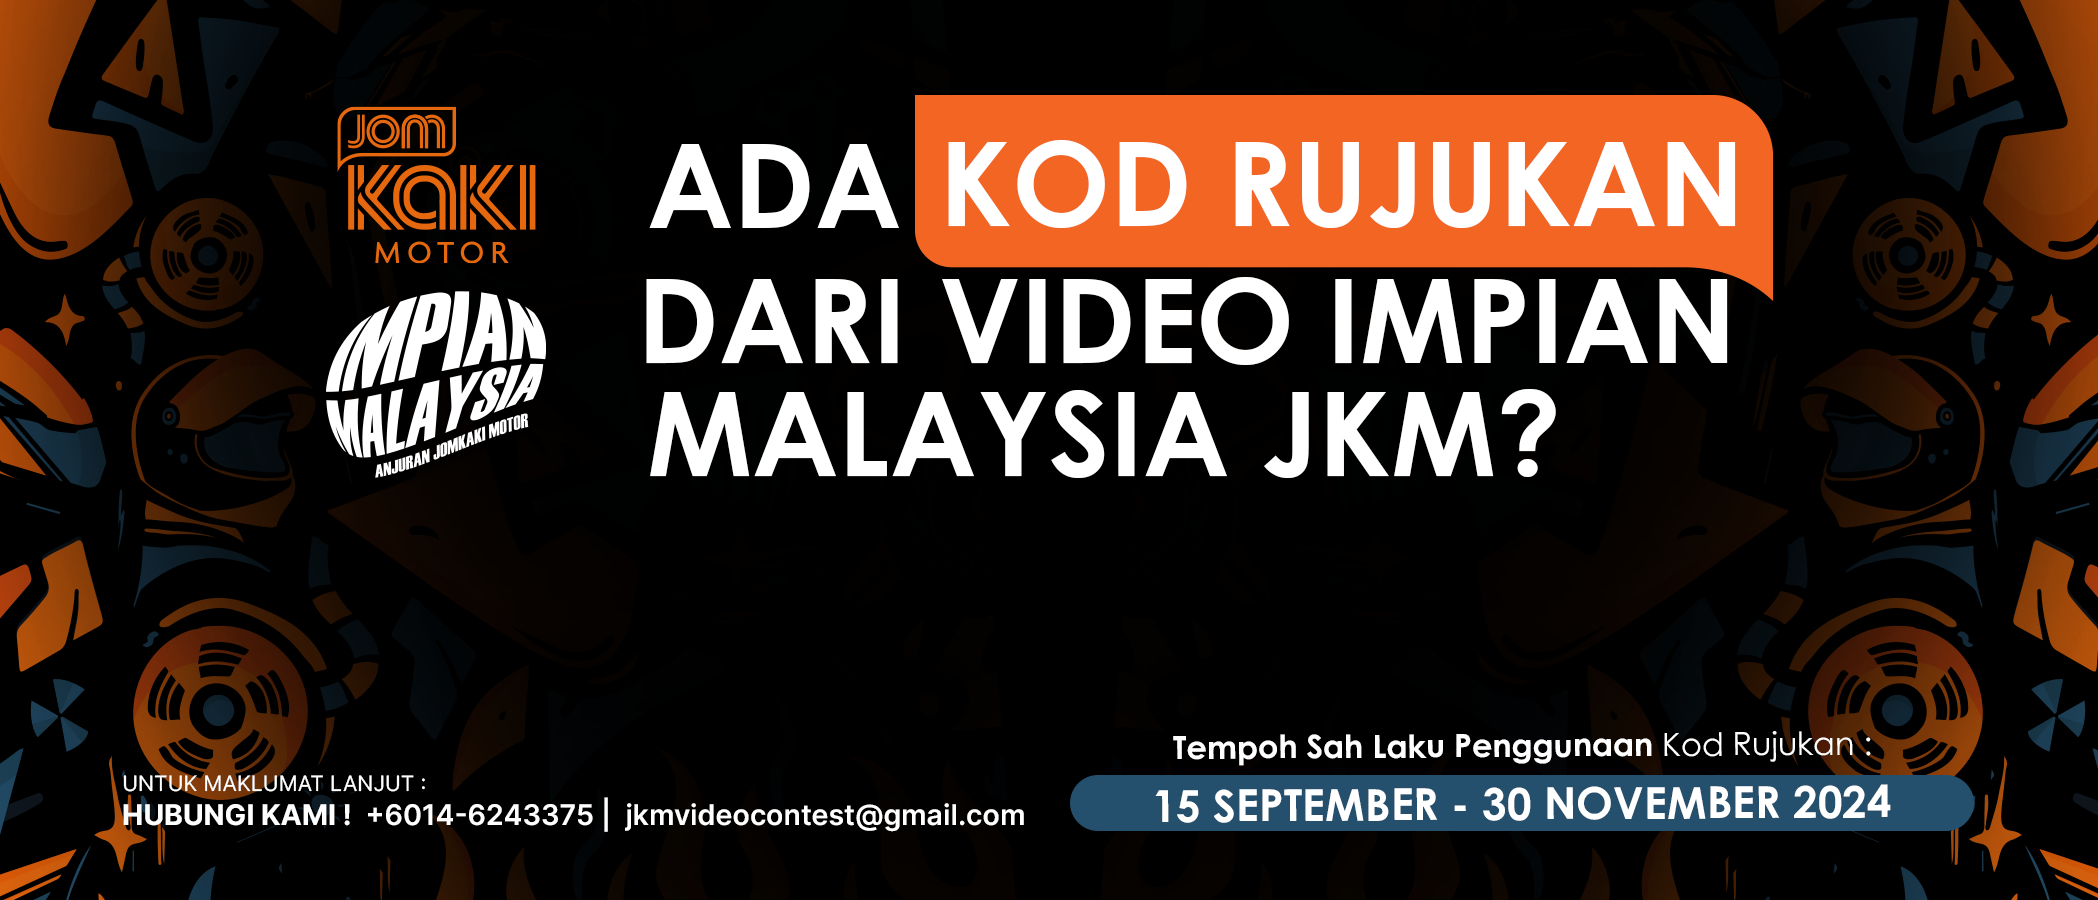 JOM
KAKI
MOTOR
IMPIAN
MALAYSIA
ANJURAN JOMKAKI MOTOR
ADA KOD RUJUKAN
DARI VIDEO IMPIAN
MALAYSIA JKM?
UNTUK MAKLUMAT LANJUT :
HUBUNGI KAMI ! +6014-6243375 | jkmvideocontest@gmail.com
Tempoh Sah Laku Penggunaan Kod Rujukan :
15 SEPTEMBER - 30 NOVEMBER 2024